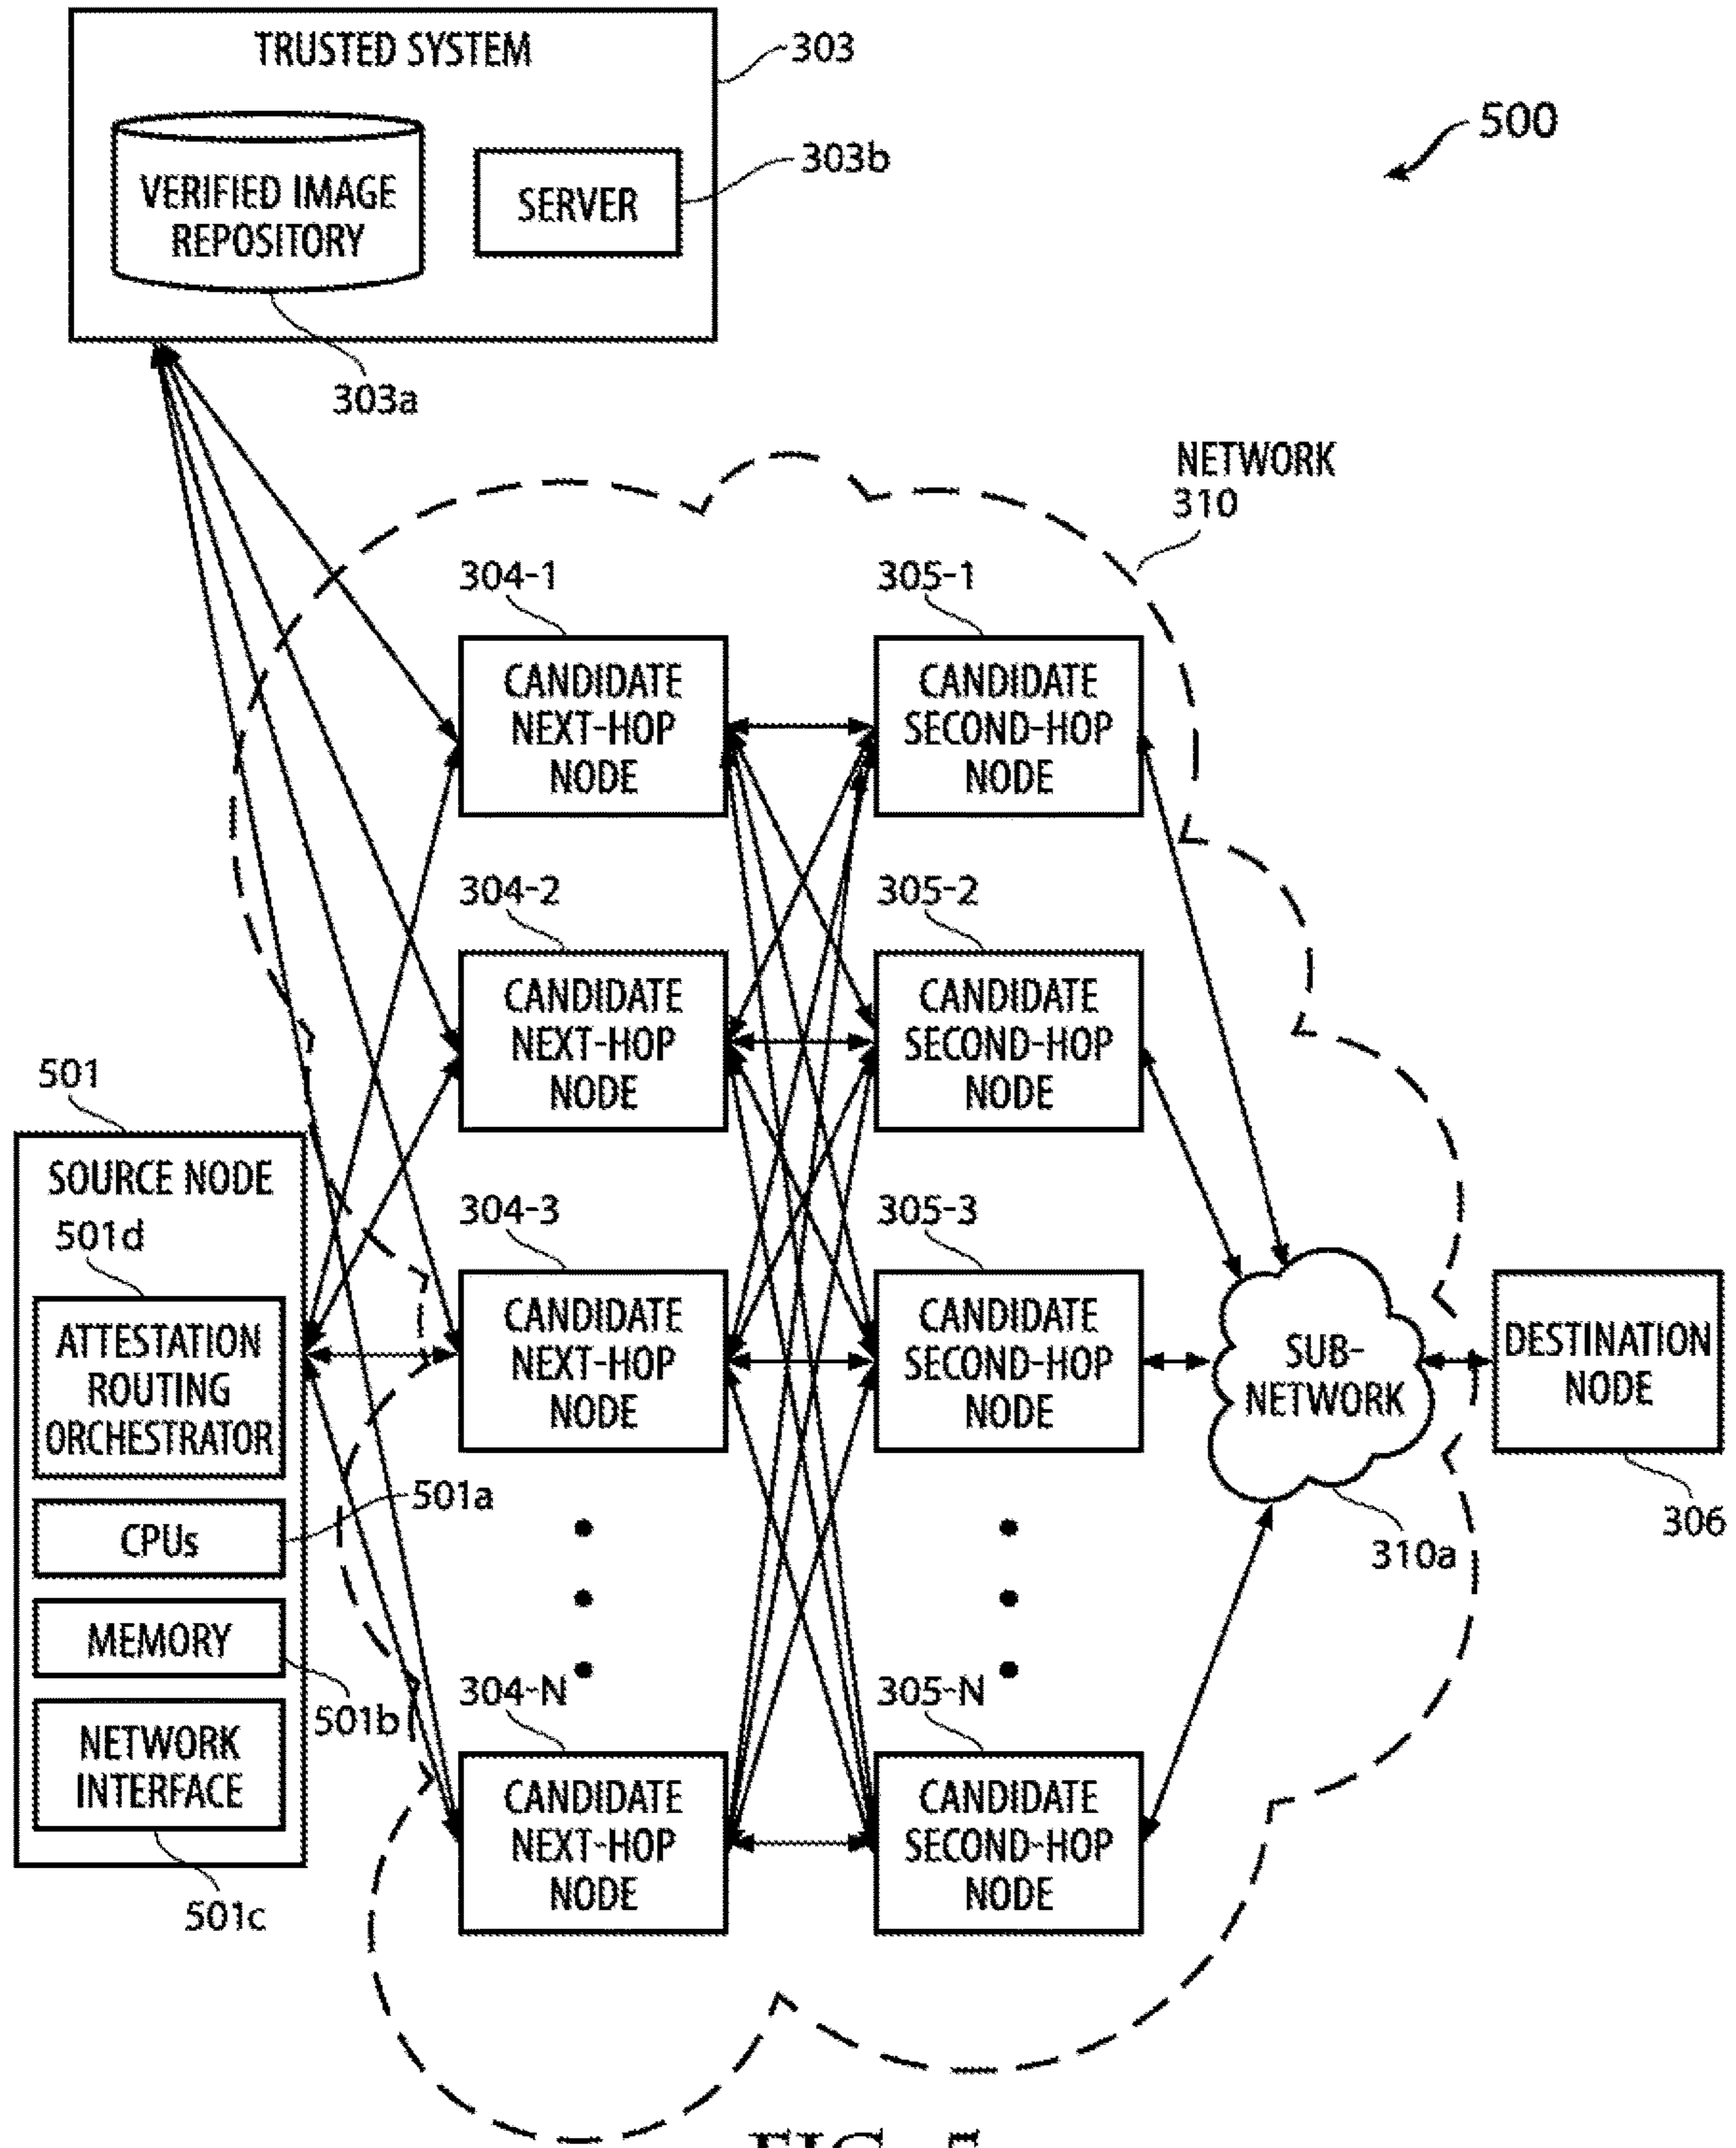 TRUSTED SYSTEM
303
500
VERIFIED IMAGE
REPOSITORY
SERVER
303b
303a
NETWORK
310
304-1
305-1
CANDIDATE
NEXT-HOP
NODE
CANDIDATE
SECOND-HOP
NODE
304-2
305-2
CANDIDATE
NEXT-HOP
NODE
CANDIDATE
SECOND-HOP
NODE
501
SOURCE NODE
501d
ATTESTATION
ROUTING
ORCHESTRATOR
CPUs
501a
MEMORY
501b
NETWORK
INTERFACE
501c
304-3
305-3
CANDIDATE
NEXT-HOP
NODE
CANDIDATE
SECOND-HOP
NODE
SUB-
NETWORK
310a
DESTINATION
NODE
306
304-N
305-N
CANDIDATE
NEXT-HOP
NODE
CANDIDATE
SECOND-HOP
NODE
FIG. 5